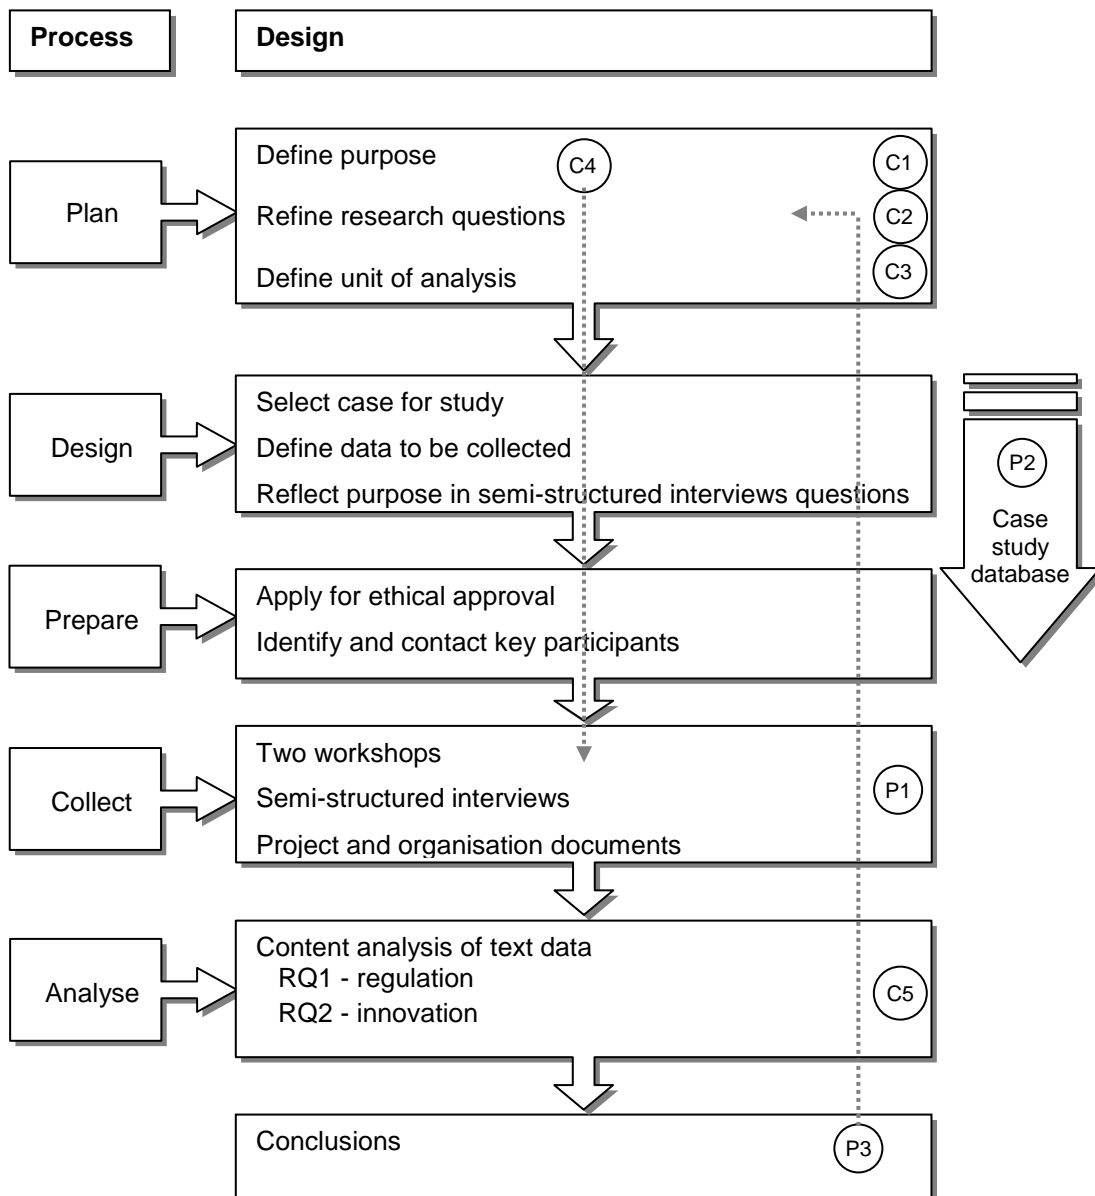 Process
Design
Plan
Define purpose
C4
C1
Refine research questions
C2
Define unit of analysis
C3
Design
Select case for study
Define data to be collected
Reflect purpose in semi-structured interviews questions
P2
Case
study
database
Prepare
Apply for ethical approval
Identify and contact key participants
Collect
Two workshops
Semi-structured interviews
P1
Project and organisation documents
Analyse
Content analysis of text data
RQ1 - regulation
RQ2 - innovation
C5
Conclusions
P3